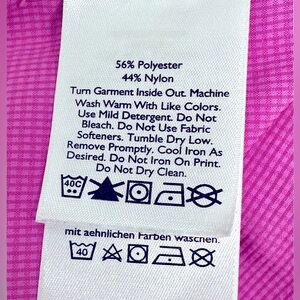 56% Polyester
44% Nylon
Turn Garment Inside Out. Machine
Wash Warm With Like Colors.
Use Mild Detergent. Do Not
Bleach. Do Not Use Fabric
Softeners. Tumble Dry Low.
Remove Promptly. Cool Iron As
Desired. Do Not Iron On Print.
Do Not Dry Clean.
40C
mit aehnlichen Farben waschen.
40